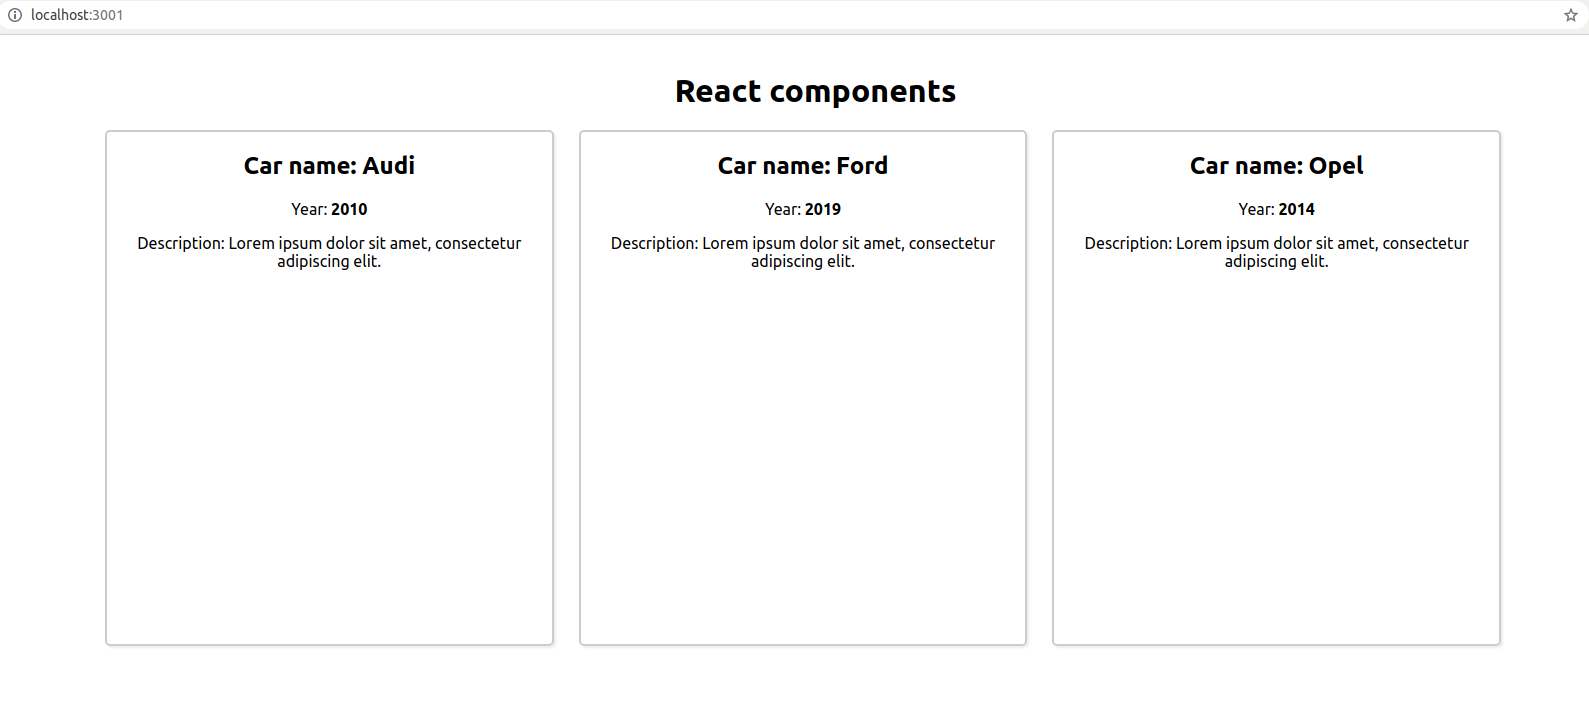 localhost:3001
React components
Car name: Audi
Year: 2010
Description: Lorem ipsum dolor sit amet, consectetur
adipiscing elit.
Car name: Ford
Year: 2019
Description: Lorem ipsum dolor sit amet, consectetur
adipiscing elit.
Car name: Opel
Year: 2014
Description: Lorem ipsum dolor sit amet, consectetur
adipiscing elit.